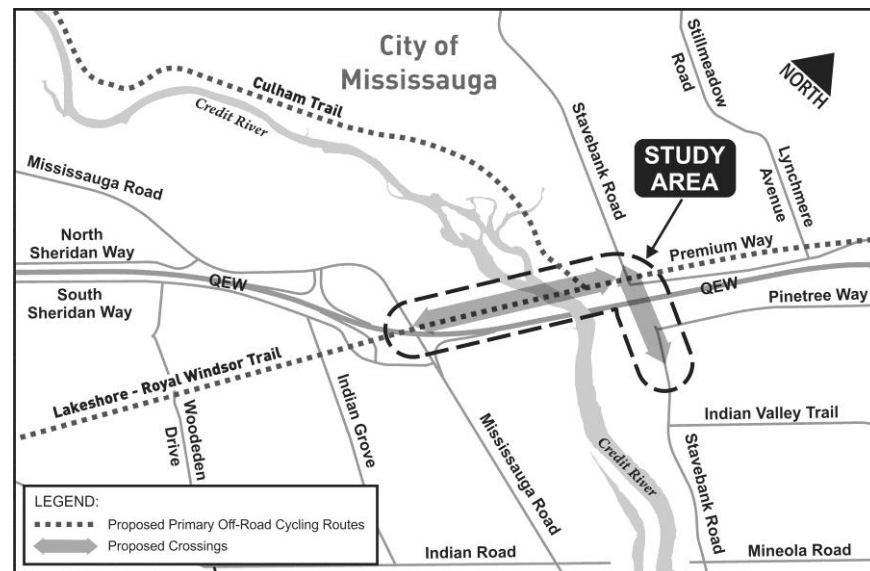 City of
Mississauga
Culham Trail
Credit River
Stavebank
Road
Stillmeadow
Road
NORTH
Lynchmere
Avenue
STUDY
AREA
Mississauga Road
North
Sheridan Way
QEW
South
Sheridan Way
Premium Way
QEW
Pinetree Way
Lakeshore - Royal Windsor Trail
Woodeden
Drive
Indian Grove
Mississauga Road
Credit River
Indian Valley Trail
Stavebank
Road
Indian Road
Mineola Road
LEGEND:
Proposed Primary Off-Road Cycling Routes
Proposed Crossings